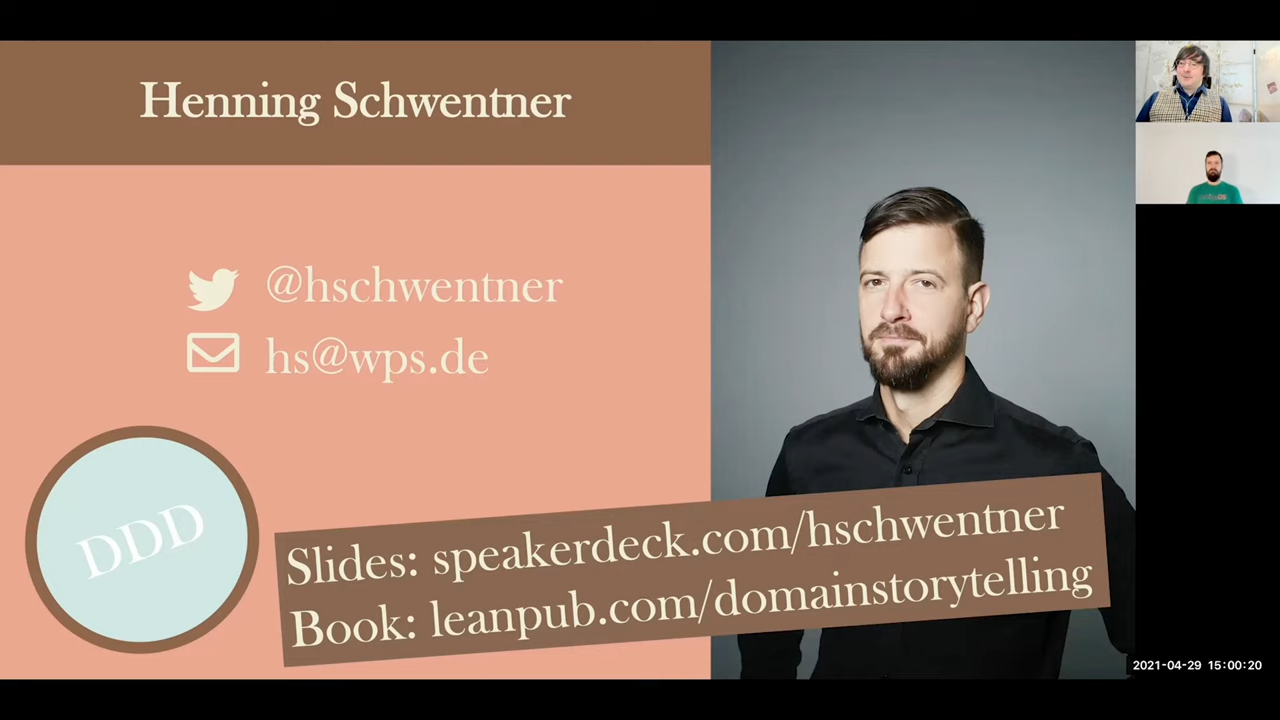 Henning Schwentner
@hschwentner
hs@wps.de
DDD
Slides: speakerdeck.com/hschwentner
Book: leanpub.com/domainstorytelling
2021-04-29 15:00:20